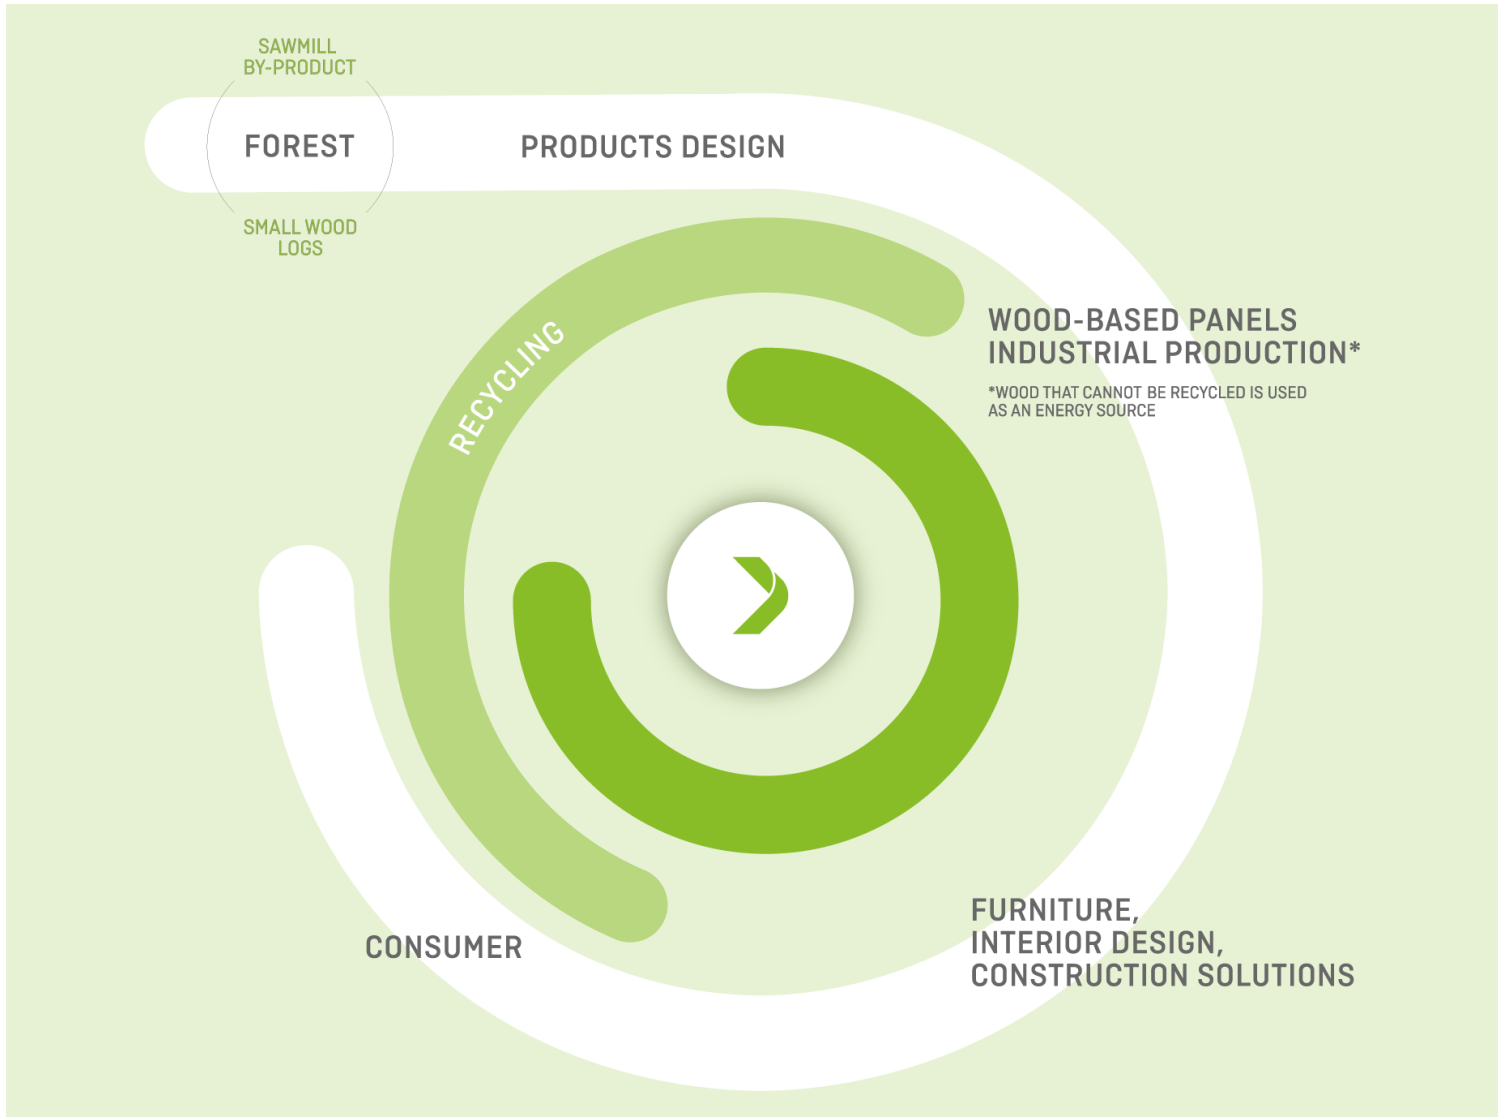 SAWMILL
BY-PRODUCT
FOREST
PRODUCTS DESIGN
SMALL WOOD
LOGS
RECYCLING
WOOD-BASED PANELS
INDUSTRIAL PRODUCTION*
*WOOD THAT CANNOT BE RECYCLED IS USED
AS AN ENERGY SOURCE
FURNITURE,
INTERIOR DESIGN,
CONSTRUCTION SOLUTIONS
CONSUMER